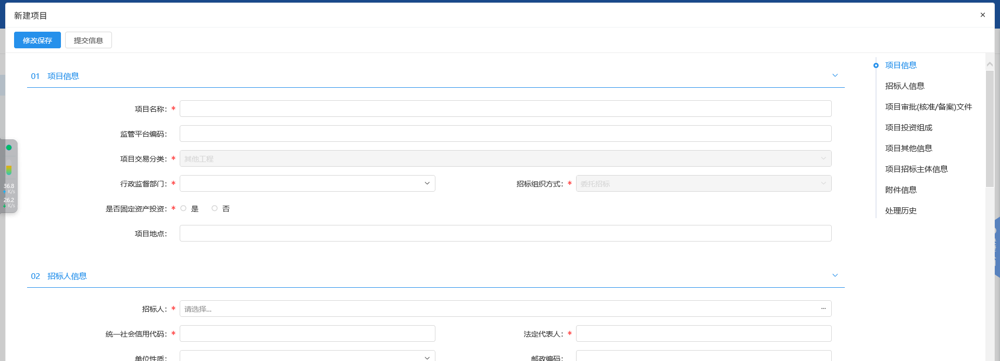 新建项目
修改保存 提交信息
01 项目信息
项目名称: *
监管平台编码:
项目交易分类: * 其他工程
行政监督部门: * 招标组织方式: * 委托招标
是否固定资产投资: * 是 否
项目地点:
02 招标人信息
招标人: * 请选择...
统一社会信用代码: * 法定代表人: *
单位性质: 邮政编码:
项目信息
招标人信息
项目审批(核准/备案)文件
项目投资组成
项目其他信息
项目招标主体信息
附件信息
处理历史
36.8
K/s
26.2
K/s